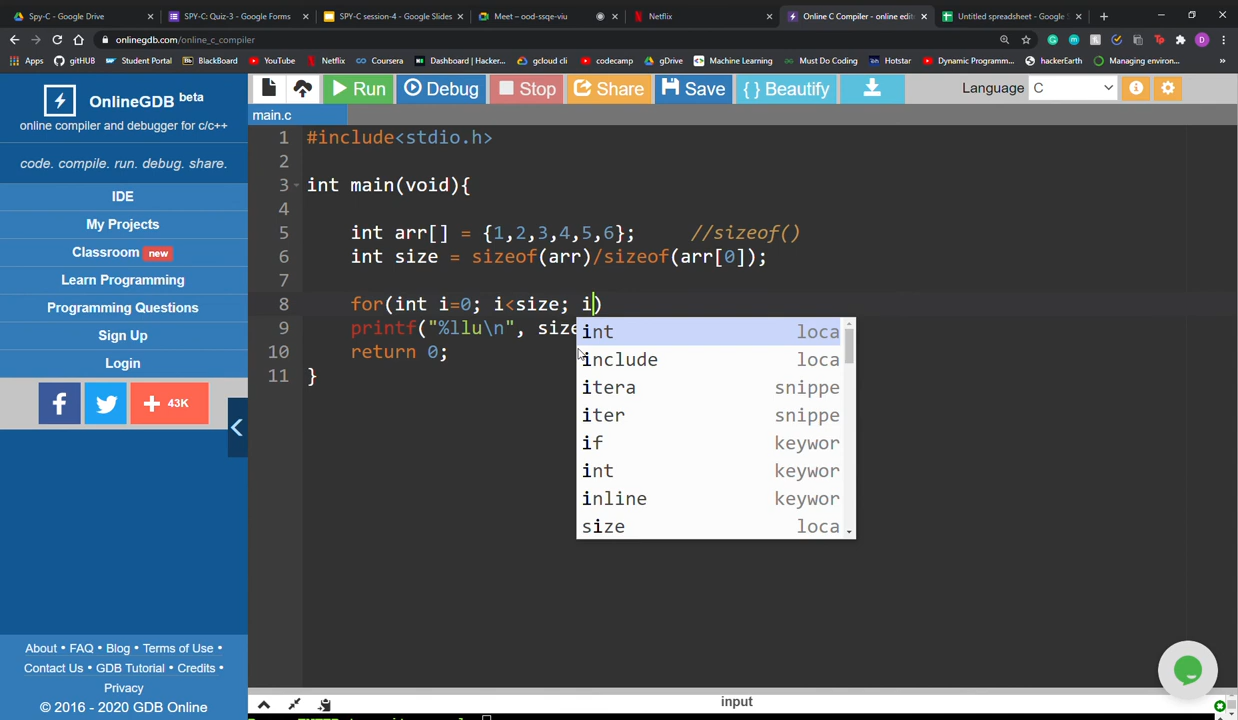 Spy-C - Google Drive
SPY-C: Quiz-3 - Google Forms
SPY-C session-4 - Google Slides
Meet – ood-ssqe-viu
Netflix
Online C Compiler - online edit
Untitled spreadsheet - Google
onlinegdb.com/online_c_compiler
Apps
gitHUB
Student Portal
BlackBoard
YouTube
Netflix
Coursera
Dashboard | Hacker...
gcloud cli
codecamp
gDrive
Machine Learning
Must Do Coding
Hotstar
Dynamic Programm...
hackerEarth
Managing environ...
»
OnlineGDB beta
online compiler and debugger for c/c++
code. compile. run. debug. share.
IDE
My Projects
Classroom new
Learn Programming
Programming Questions
Sign Up
Login
f
+ 43K
About • FAQ • Blog • Terms of Use •
Contact Us • GDB Tutorial • Credits •
Privacy
© 2016 - 2020 GDB Online
Run
Debug
Stop
Share
Save
{ } Beautify
Language C
main.c
1 #include<stdio.h>
2
3 int main(void){
4
5 int arr[] = {1,2,3,4,5,6}; //sizeof()
6 int size = sizeof(arr)/sizeof(arr[0]);
7
8 for(int i=0; i<size; i)
9 printf("%llu\n", size
10 return 0;
11 }
int loca
include loca
itera snippe
iter snippe
if keywor
int keywor
inline keywor
size loca
input